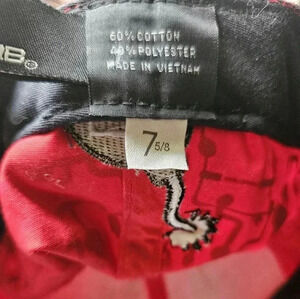 60% COTTON
40% POLYESTER
MADE IN VIETNAM
7 5/8